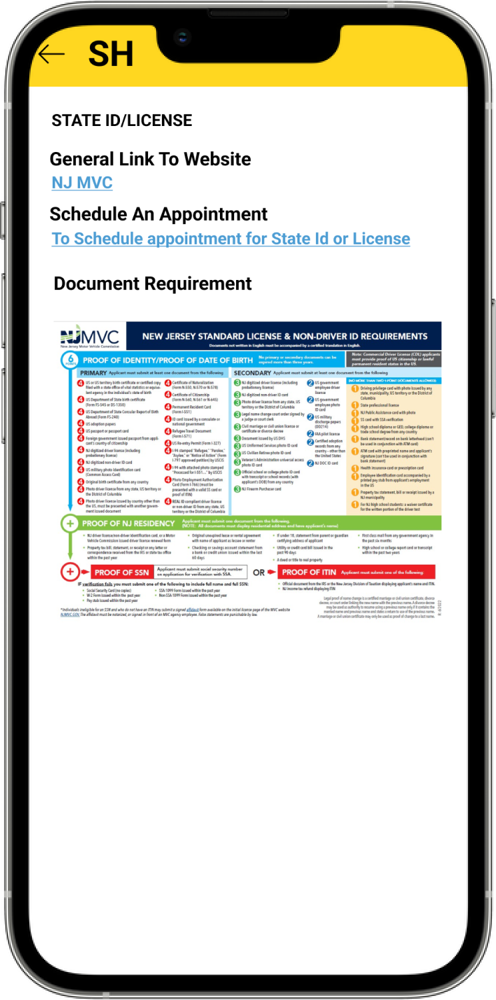 SH
STATE ID/LICENSE
General Link To Website
NJ MVC
Schedule An Appointment
To Schedule appointment for State Id or License
Document Requirement
NJMVC
New Jersey Motor Vehicle Commission
NEW JERSEY STANDARD LICENSE & NON-DRIVER ID REQUIREMENTS
Documents not written in English must be accompanied by a certified translation in English.
6
POINTS
PROOF OF IDENTITY/PROOF OF DATE OF BIRTH
No primary or secondary documents can be
expired more than three years.
Note: Commercial Driver License (CDL) applicants
must provide proof of US citizenship or lawful
permanent resident status in the US.
PRIMARY Applicant must submit at least one document from the following
4 US or US territory birth certificate or certified copy
filed with a state office of vital statistics or equiva-
lent agency in the individual's state of birth
4 US Department of State birth certificate
(Form FS-545 or DS-1350)
4 US Department of State Consular Report of Birth
Abroad (Form FS-240)
4 US adoption papers
4 US passport or passport card
4 Foreign government issued passport from appli-
cant's country of citizenship
4 NJ digitized driver license (including
probationary license)
4 NJ digitized non-driver ID card
4 US military photo identification card
(Common Access Card)
4 Original birth certificate from any country
4 Photo driver license from any state, US territory or
the District of Columbia
4 Photo driver license issued by country other than
the US, must be presented with another govern-
ment issued document
4 Certificate of Naturalization
(Form N-550, N-570 or N-578)
4 Certificate of Citizenship
(Form N-560, N-561 or N-645)
4 Permanent Resident Card
(Form I-551)
4 ID card issued by a consulate or
national government
4 Refugee Travel Document
(Form I-571)
4 US Re-entry Permit (Form I-327)
4 I-94 stamped "Refugee," "Parolee,"
"Asylee," or "Notice of Action" (Form
I-797 approved petition) by USCIS
4 I-94 with attached photo stamped
"Processed for I-551..." by USCIS
4 Photo Employment Authorization
Card (Form I-766) (must be
presented with a valid SS card or
proof of ITIN)
4 REAL ID compliant driver license
or non-driver ID from any state, US
territory or the District of Columbia
SECONDARY Applicant must submit at least one document from the following
3 NJ digitized driver license (including
probationary license)
3 NJ digitized non-driver ID card
3 Photo driver license from any state, US
territory or the District of Columbia
3 Legal name change court order signed by
a judge or court clerk
3 Civil marriage or civil union license or
certificate or divorce decree
3 Document issued by US DHS
3 US Uniformed Services photo ID card
3 US Civilian Retiree photo ID card
3 Veteran's Administration universal access
photo ID card
3 Official school or college photo ID card
with transcript or school records (with
applicant's DOB) from any country
3 NJ Firearm Purchaser card
2 US government
employee driver
license
2 US government
employee photo
ID card
2 US military
discharge papers
(DD214)
2 FAA pilot license
2 Certified adoption
records from any
country - other than
the United States
2 NJ DOC ID card
(NO MORE THAN TWO 1-POINT DOCUMENTS ALLOWED)
1 Driving privilege card with photo issued by any
state, municipality, US territory or the District of
Columbia
1 State professional license
1 NJ Public Assistance card with photo
1 SS card with SSA verification
1 High school diploma or GED, college diploma or
trade school degree from any country
1 Bank statement/record on bank letterhead (can't
be used in conjunction with ATM card)
1 ATM card with preprinted name and applicant's
signature (can't be used in conjunction with
bank statement)
1 Health insurance card or prescription card
1 Employee identification card accompanied by a
printed pay stub from applicant's employment
in the US
1 Property tax statement, bill or receipt issued by a
NJ municipality
1 For NJ high school students: a waiver certificate
for the written portion of the driver test
+ PROOF OF NJ RESIDENCY
Applicant must submit one document from the following.
(NOTE: All documents must display residential address and have applicant's name)
• NJ driver license/non-driver identification card, or a Motor
Vehicle Commission issued driver license renewal form
• Property tax bill, statement, or receipt or any letter or
correspondence received from the IRS or state tax office
within the past year
• Original unexpired lease or rental agreement
with name of applicant as lessee or renter
• Checking or savings account statement from
a bank or credit union issued within the last
60 days
• If under 18, statement from parent or guardian
certifying address of applicant
• Utility or credit card bill issued in the
past 90 days
• A deed or title to real property
• First class mail from any government agency in
the past six months
• High school or college report card or transcript
within the past two years
+ PROOF OF SSN
Applicant must submit social security number
on application for verification with SSA.
OR
PROOF OF ITIN Applicant must submit one of the following:
IF verification fails you must submit one of the following to include full name and full SSN:
• Social Security Card (no copies)
• W-2 Form issued within the past year
• Pay stub issued within the past year
• SSA-1099 Form issued within the past year
• Non-SSA-1099 Form issued within the past year
• Official document from the IRS or the New Jersey Division of Taxation displaying applicant's name and ITIN.
• NJ income tax refund displaying ITIN
*Individuals ineligible for an SSN and who do not have an ITIN may submit a signed affidavit form available on the initial license page of the MVC website
NJMVC.GOV. The affidavit must be notarized, or signed in front of an MVC agency employee. False statements are punishable by law.
Legal proof of name change is a certified marriage or civil union certificate, divorce
decree, or court order linking the new name with the previous name. A divorce decree
may be used as authority to resume using a previous name only if it contains the
married name and previous name and states a return to use of the previous name.
A marriage or civil union certificate may only be used as proof of change to a last name.
R: 6/2022